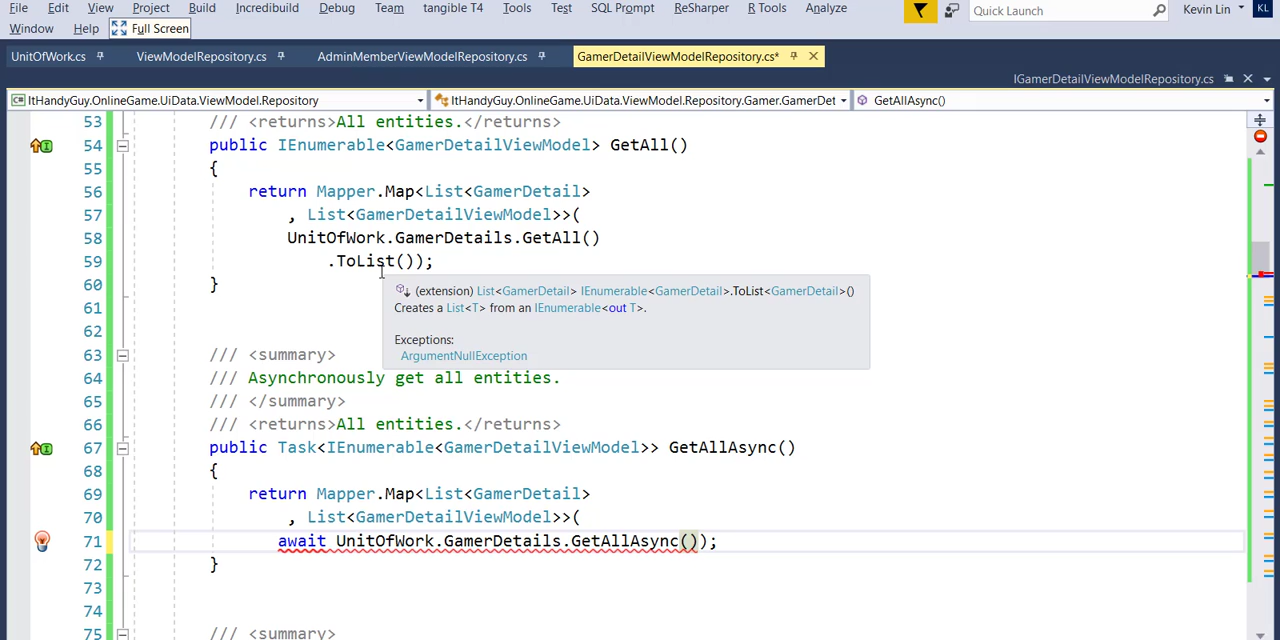 File Edit View Project Build Incredibuild Debug Team tangible T4 Tools Test SQL Prompt ReSharper R Tools Analyze Quick Launch Kevin Lin KL
Window Help Full Screen
UnitOfWork.cs ViewModelRepository.cs AdminMemberViewModelRepository.cs GamerDetailViewModelRepository.cs*
IGamerDetailViewModelRepository.cs
ItHandyGuy.OnlineGame.UiData.ViewModel.Repository ItHandyGuy.OnlineGame.UiData.ViewModel.Repository.Gamer.GamerDet GetAllAsync()
53 /// <returns>All entities.</returns>
54 public IEnumerable<GamerDetailViewModel> GetAll()
55 {
56 return Mapper.Map<List<GamerDetail>
57 , List<GamerDetailViewModel>>(
58 UnitOfWork.GamerDetails.GetAll()
59 .ToList());
60 }
(extension) List<GamerDetail> IEnumerable<GamerDetail>.ToList<GamerDetail>()
Creates a List<T> from an IEnumerable<out T>.
Exceptions:
ArgumentNullException
61
62
63 /// <summary>
64 /// Asynchronously get all entities.
65 /// </summary>
66 /// <returns>All entities.</returns>
67 public Task<IEnumerable<GamerDetailViewModel>> GetAllAsync()
68 {
69 return Mapper.Map<List<GamerDetail>
70 , List<GamerDetailViewModel>>(
71 await UnitOfWork.GamerDetails.GetAllAsync());
72 }
73
74
75 /// <summary>